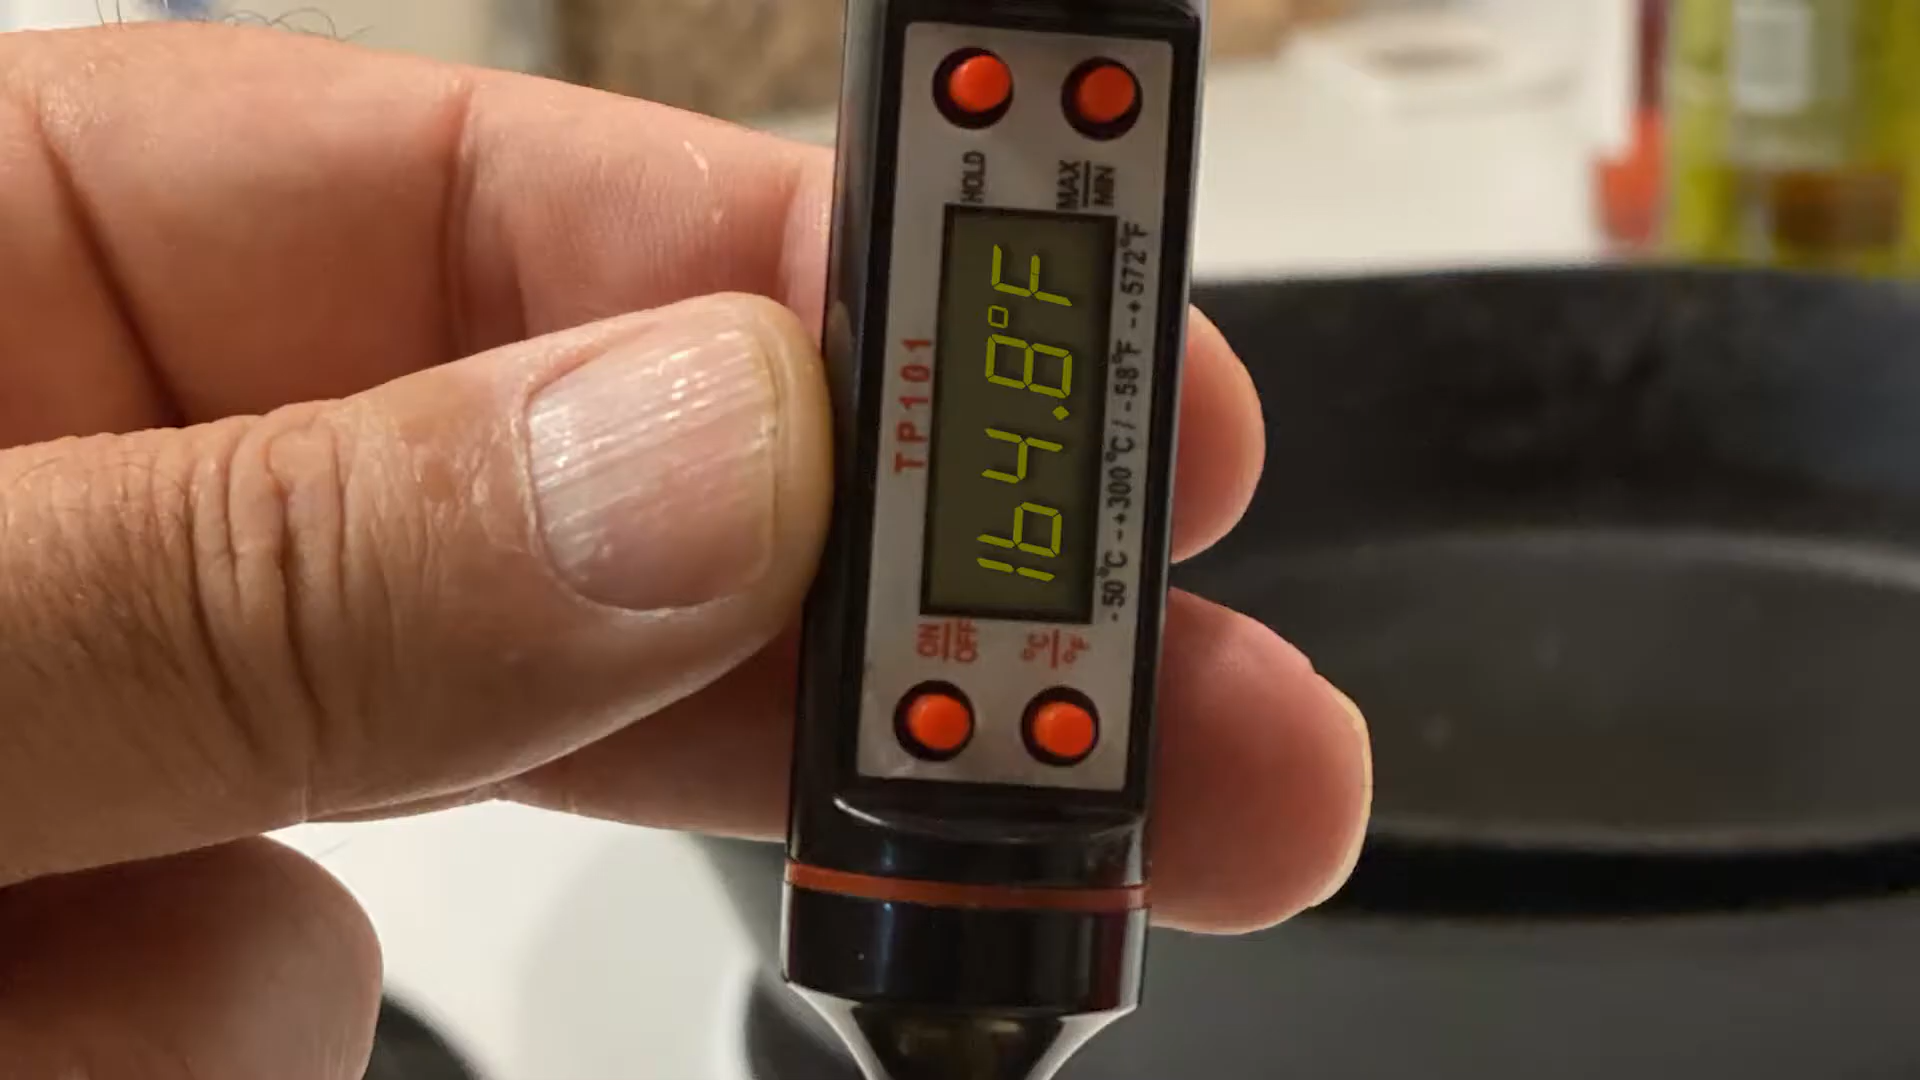 HOLD
MAX
MIN
TP101
164.8°F
-50°C-+300°C/-58°F-+572°F
ON
OFF
°C
°F